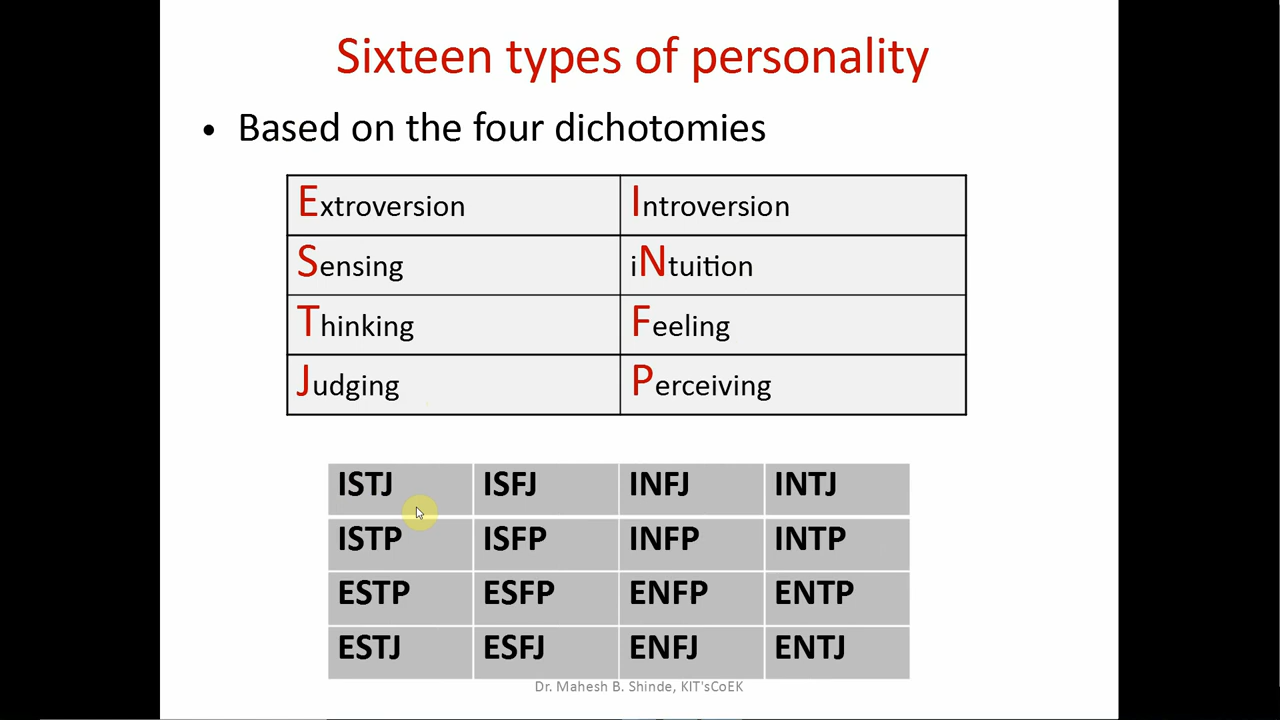 Sixteen types of personality
• Based on the four dichotomies
Extroversion Introversion
Sensing iNtuition
Thinking Feeling
Judging Perceiving
ISTJ ISFJ INFJ INTJ
ISTP ISFP INFP INTP
ESTP ESFP ENFP ENTP
ESTJ ESFJ ENFJ ENTJ
Dr. Mahesh B. Shinde, KIT'sCoEK